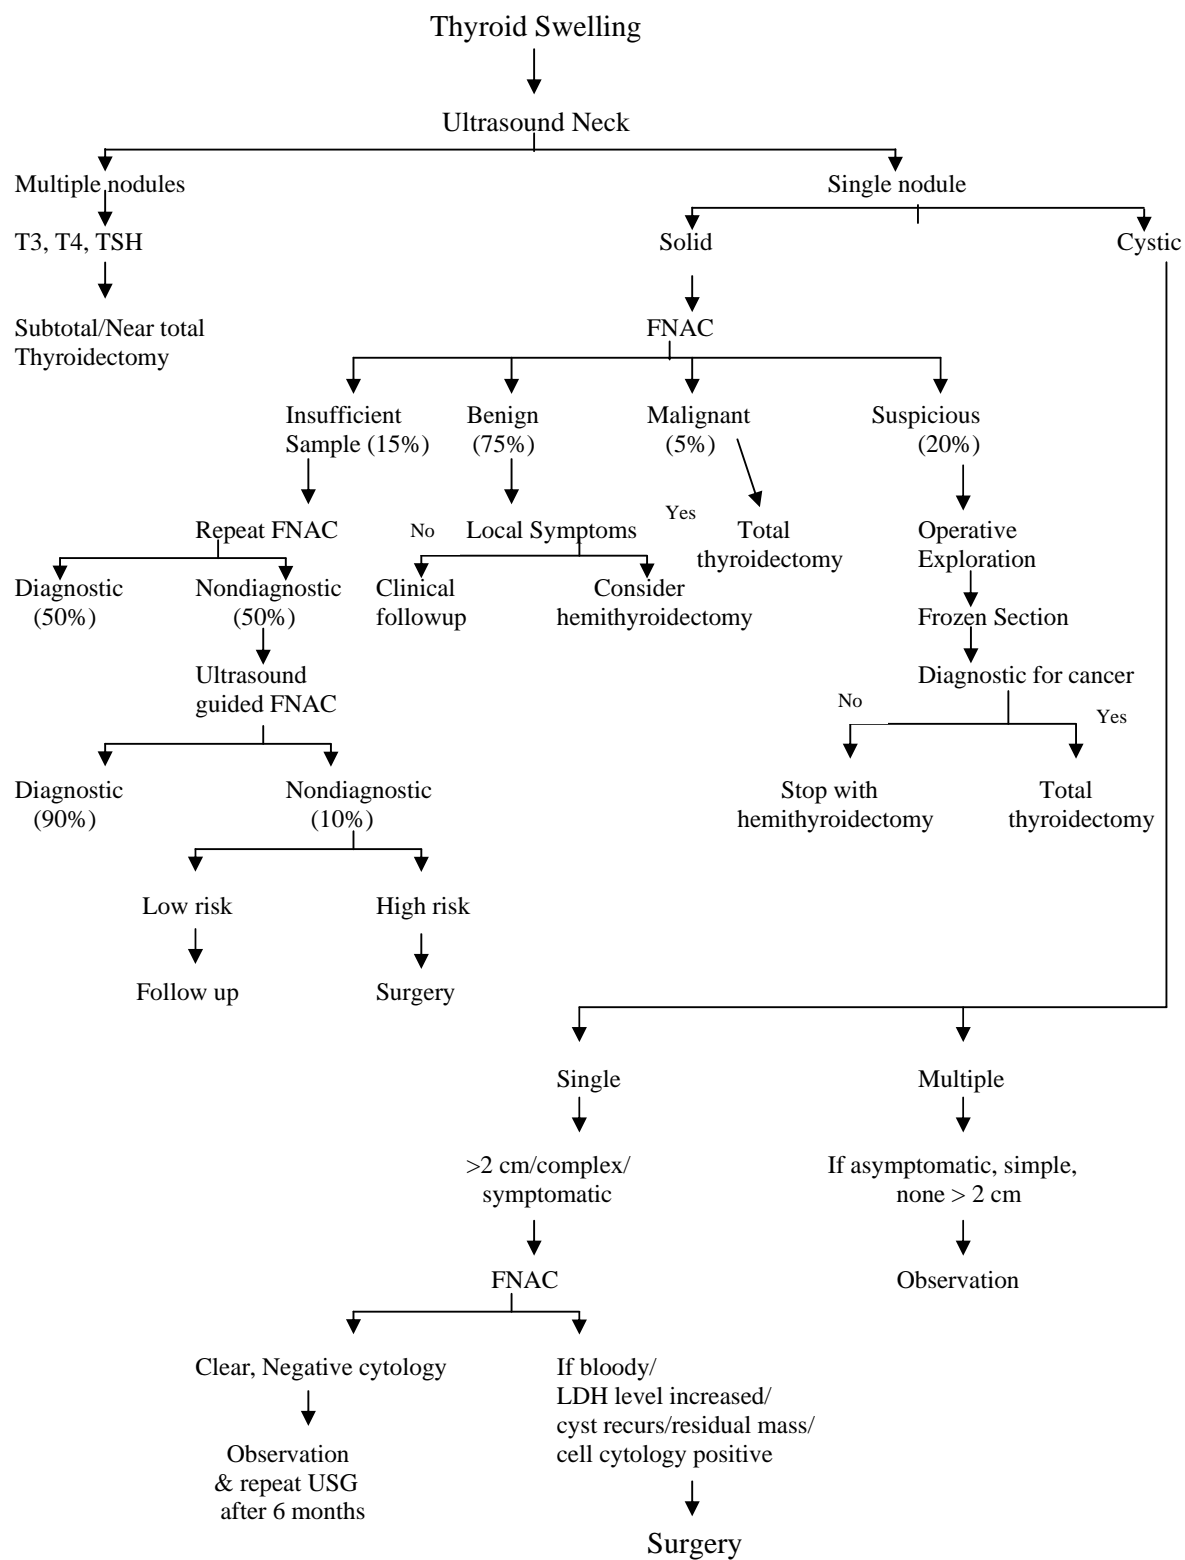 Thyroid Swelling
Ultrasound Neck
Multiple nodules
Single nodule
T3, T4, TSH
Solid
Cystic
Subtotal/Near total
Thyroidectomy
FNAC
Insufficient
Sample (15%)
Benign
(75%)
Malignant
(5%)
Suspicious
(20%)
Repeat FNAC
No
Local Symptoms
Yes
Total
thyroidectomy
Operative
Exploration
Diagnostic
(50%)
Nondiagnostic
(50%)
Clinical
followup
Consider
hemithyroidectomy
Frozen Section
Ultrasound
guided FNAC
Diagnostic for cancer
No
Yes
Diagnostic
(90%)
Nondiagnostic
(10%)
Stop with
hemithyroidectomy
Total
thyroidectomy
Low risk
High risk
Follow up
Surgery
Single
Multiple
>2 cm/complex/
symptomatic
If asymptomatic, simple,
none > 2 cm
FNAC
Observation
Clear, Negative cytology
If bloody/
LDH level increased/
cyst recurs/residual mass/
cell cytology positive
Observation
& repeat USG
after 6 months
Surgery